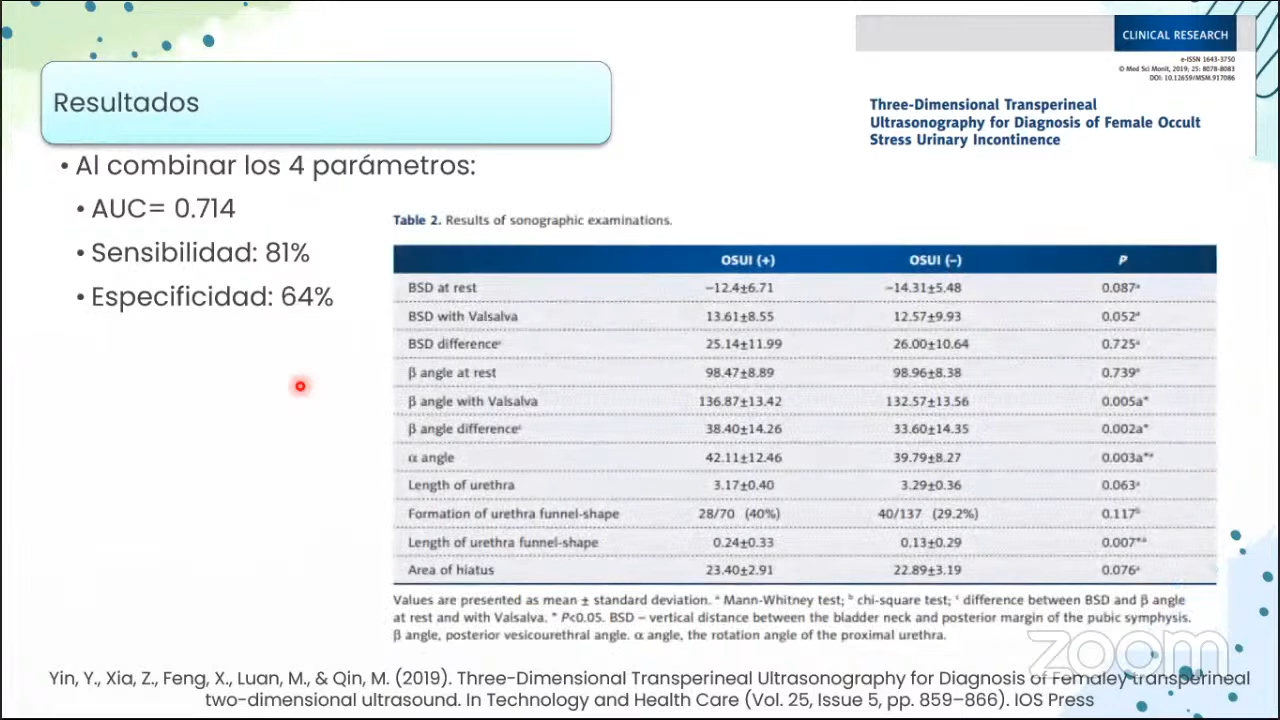 CLINICAL RESEARCH
e-ISSN 1643-3750
© Med Sci Monit, 2019; 25: 8078-8083
DOI: 10.12659/MSM.917086
Resultados
Three-Dimensional Transperineal
Ultrasonography for Diagnosis of Female Occult
Stress Urinary Incontinence
• Al combinar los 4 parámetros:
• AUC= 0.714
• Sensibilidad: 81%
• Especificidad: 64%
Table 2. Results of sonographic examinations.
OSUI (+) OSUI (–) P
BSD at rest –12.4±6.71 –14.31±5.48 0.087ᵃ
BSD with Valsalva 13.61±8.55 12.57±9.93 0.052ᵃ
BSD differenceᶜ 25.14±11.99 26.00±10.64 0.725ᵃ
β angle at rest 98.47±8.89 98.96±8.38 0.739ᵃ
β angle with Valsalva 136.87±13.42 132.57±13.56 0.005a*
β angle differenceᶜ 38.40±14.26 33.60±14.35 0.002a*
α angle 42.11±12.46 39.79±8.27 0.003a*ᵃ
Length of urethra 3.17±0.40 3.29±0.36 0.063ᵃ
Formation of urethra funnel-shape 28/70 (40%) 40/137 (29.2%) 0.117ᵇ
Length of urethra funnel-shape 0.24±0.33 0.13±0.29 0.007*ᵃ
Area of hiatus 23.40±2.91 22.89±3.19 0.076ᵃ
Values are presented as mean ± standard deviation. ᵃ Mann-Whitney test; ᵇ chi-square test; ᶜ difference between BSD and β angle
at rest and with Valsalva. * P<0.05. BSD – vertical distance between the bladder neck and posterior margin of the pubic symphysis.
β angle, posterior vesicourethral angle. α angle, the rotation angle of the proximal urethra.
zoom
Yin, Y., Xia, Z., Feng, X., Luan, M., & Qin, M. (2019). Three-Dimensional Transperineal Ultrasonography for Diagnosis of Femaley transperineal
two-dimensional ultrasound. In Technology and Health Care (Vol. 25, Issue 5, pp. 859–866). IOS Press